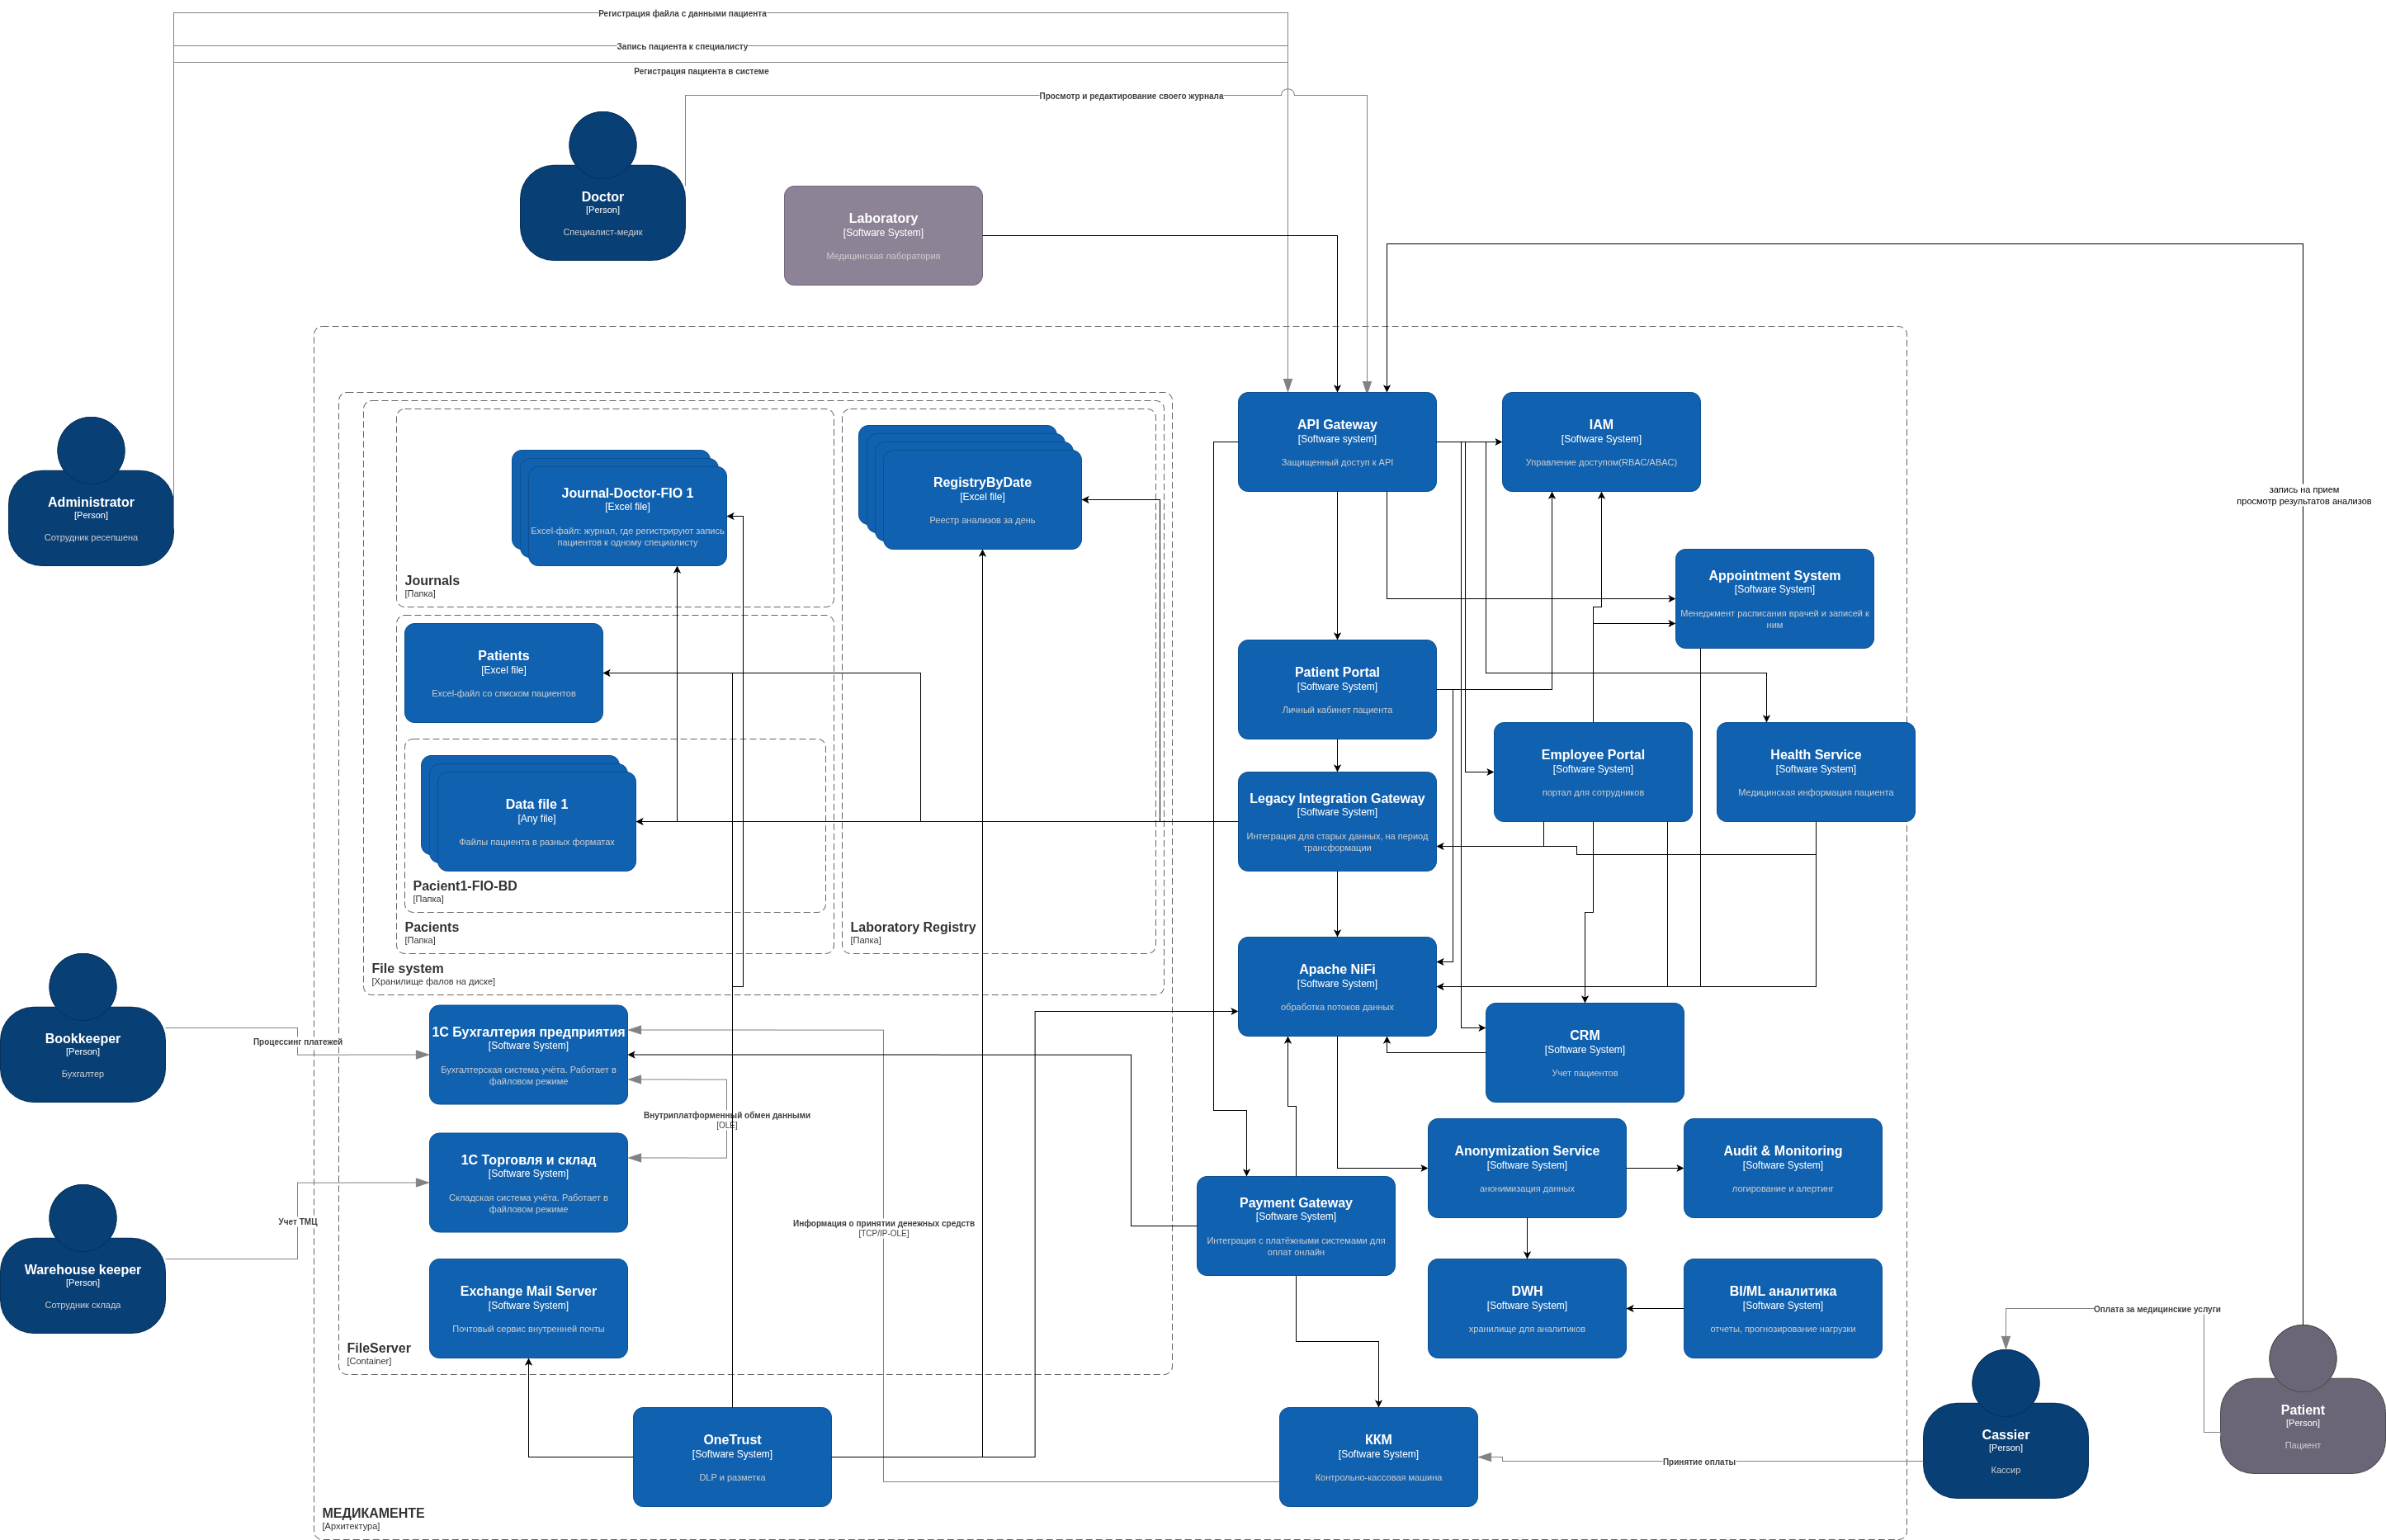 Регистрация файла с данными пациента
Запись пациента к специалисту
Регистрация пациента в системе
Просмотр и редактирование своего журнала
Doctor
[Person]
Специалист-медик
Laboratory
[Software System]
Медицинская лаборатория
Administrator
[Person]
Сотрудник ресепшена
запись на прием
просмотр результатов анализов
API Gateway
[Software system]
Защищенный доступ к API
IAM
[Software System]
Управление доступом(RBAC/ABAC)
Journal-Doctor-FIO 1
[Excel file]
Excel-файл: журнал, где регистрируют запись
пациентов к одному специалисту
Journals
[Папка]
RegistryByDate
[Excel file]
Реестр анализов за день
Appointment System
[Software System]
Менеджмент расписания врачей и записей к
ним
Patients
[Excel file]
Excel-файл со списком пациентов
Patient Portal
[Software System]
Личный кабинет пациента
Employee Portal
[Software System]
портал для сотрудников
Health Service
[Software System]
Медицинская информация пациента
Data file 1
[Any file]
Файлы пациента в разных форматах
Pacient1-FIO-BD
[Папка]
Pacients
[Папка]
Laboratory Registry
[Папка]
File system
[Хранилище фалов на диске]
Legacy Integration Gateway
[Software System]
Интеграция для старых данных, на период
трансформации
Apache NiFi
[Software System]
обработка потоков данных
CRM
[Software System]
Учет пациентов
Bookkeeper
[Person]
Бухгалтер
Процессинг платежей
1С Бухгалтерия предприятия
[Software System]
Бухгалтерская система учёта. Работает в
файловом режиме
Внутриплатформенный обмен данными
[OLE]
1С Торговля и склад
[Software System]
Складская система учёта. Работает в
файловом режиме
Warehouse keeper
[Person]
Сотрудник склада
Учет ТМЦ
Информация о принятии денежных средств
[TCP/IP-OLE]
Anonymization Service
[Software System]
анонимизация данных
Audit & Monitoring
[Software System]
логирование и алертинг
Payment Gateway
[Software System]
Интеграция с платёжными системами для
оплат онлайн
Exchange Mail Server
[Software System]
Почтовый сервис внутренней почты
DWH
[Software System]
хранилище для аналитиков
BI/ML аналитика
[Software System]
отчеты, прогнозирование нагрузки
FileServer
[Container]
Оплата за медицинские услуги
Patient
[Person]
Пациент
Cassier
[Person]
Кассир
Принятие оплаты
OneTrust
[Software System]
DLP и разметка
ККМ
[Software System]
Контрольно-кассовая машина
МЕДИКАМЕНТЕ
[Архитектура]